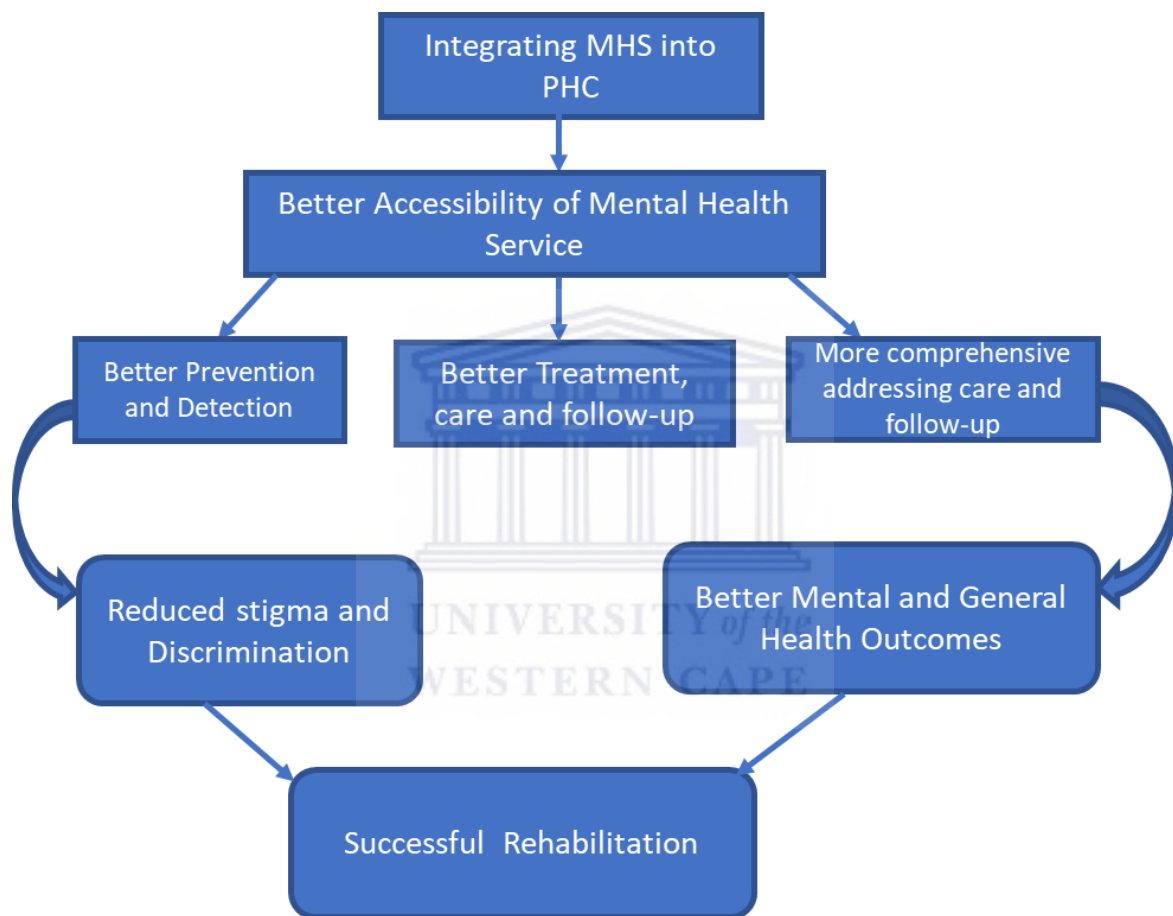 Integrating MHS into
PHC
Better Accessibility of Mental Health
Service
Better Prevention
and Detection
Better Treatment,
care and follow-up
More comprehensive
addressing care and
follow-up
Reduced stigma and
Discrimination
Better Mental and General
Health Outcomes
UNIVERSITY of the
WESTERN CAPE
Successful Rehabilitation